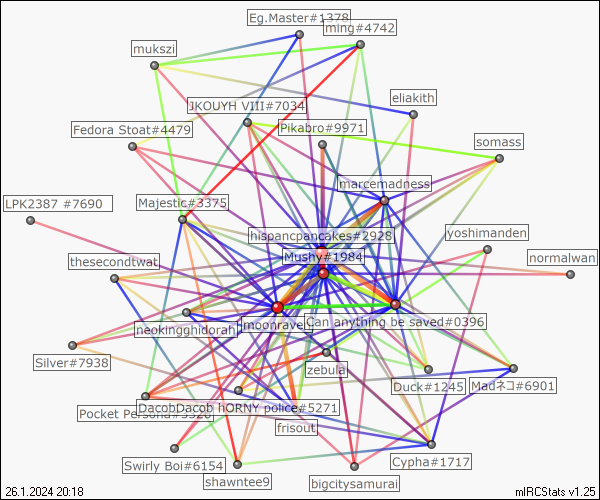 Eg.Master#1378
ming#4742
mukszi
eliakith
JKOUYH VIII#7034
Fedora Stoat#4479
Pikabro#9971
somass
marcemadness
LPK2387 #7690
Majestic#3375
hispancpancakes#2928
yoshimanden
Mushy#1984
thesecondtwat
normalwan
moonravel
Can anything be saved#0396
neokingghidorah
Silver#7938
zebula
Duck#1245
Madネコ#6901
DacobDacob hORNY police#5271
Pocket
frisout
Swirly Boi#6154
Cypha#1717
shawntee9
bigcitysamurai
26.1.2024 20:18
mIRCStats v1.25